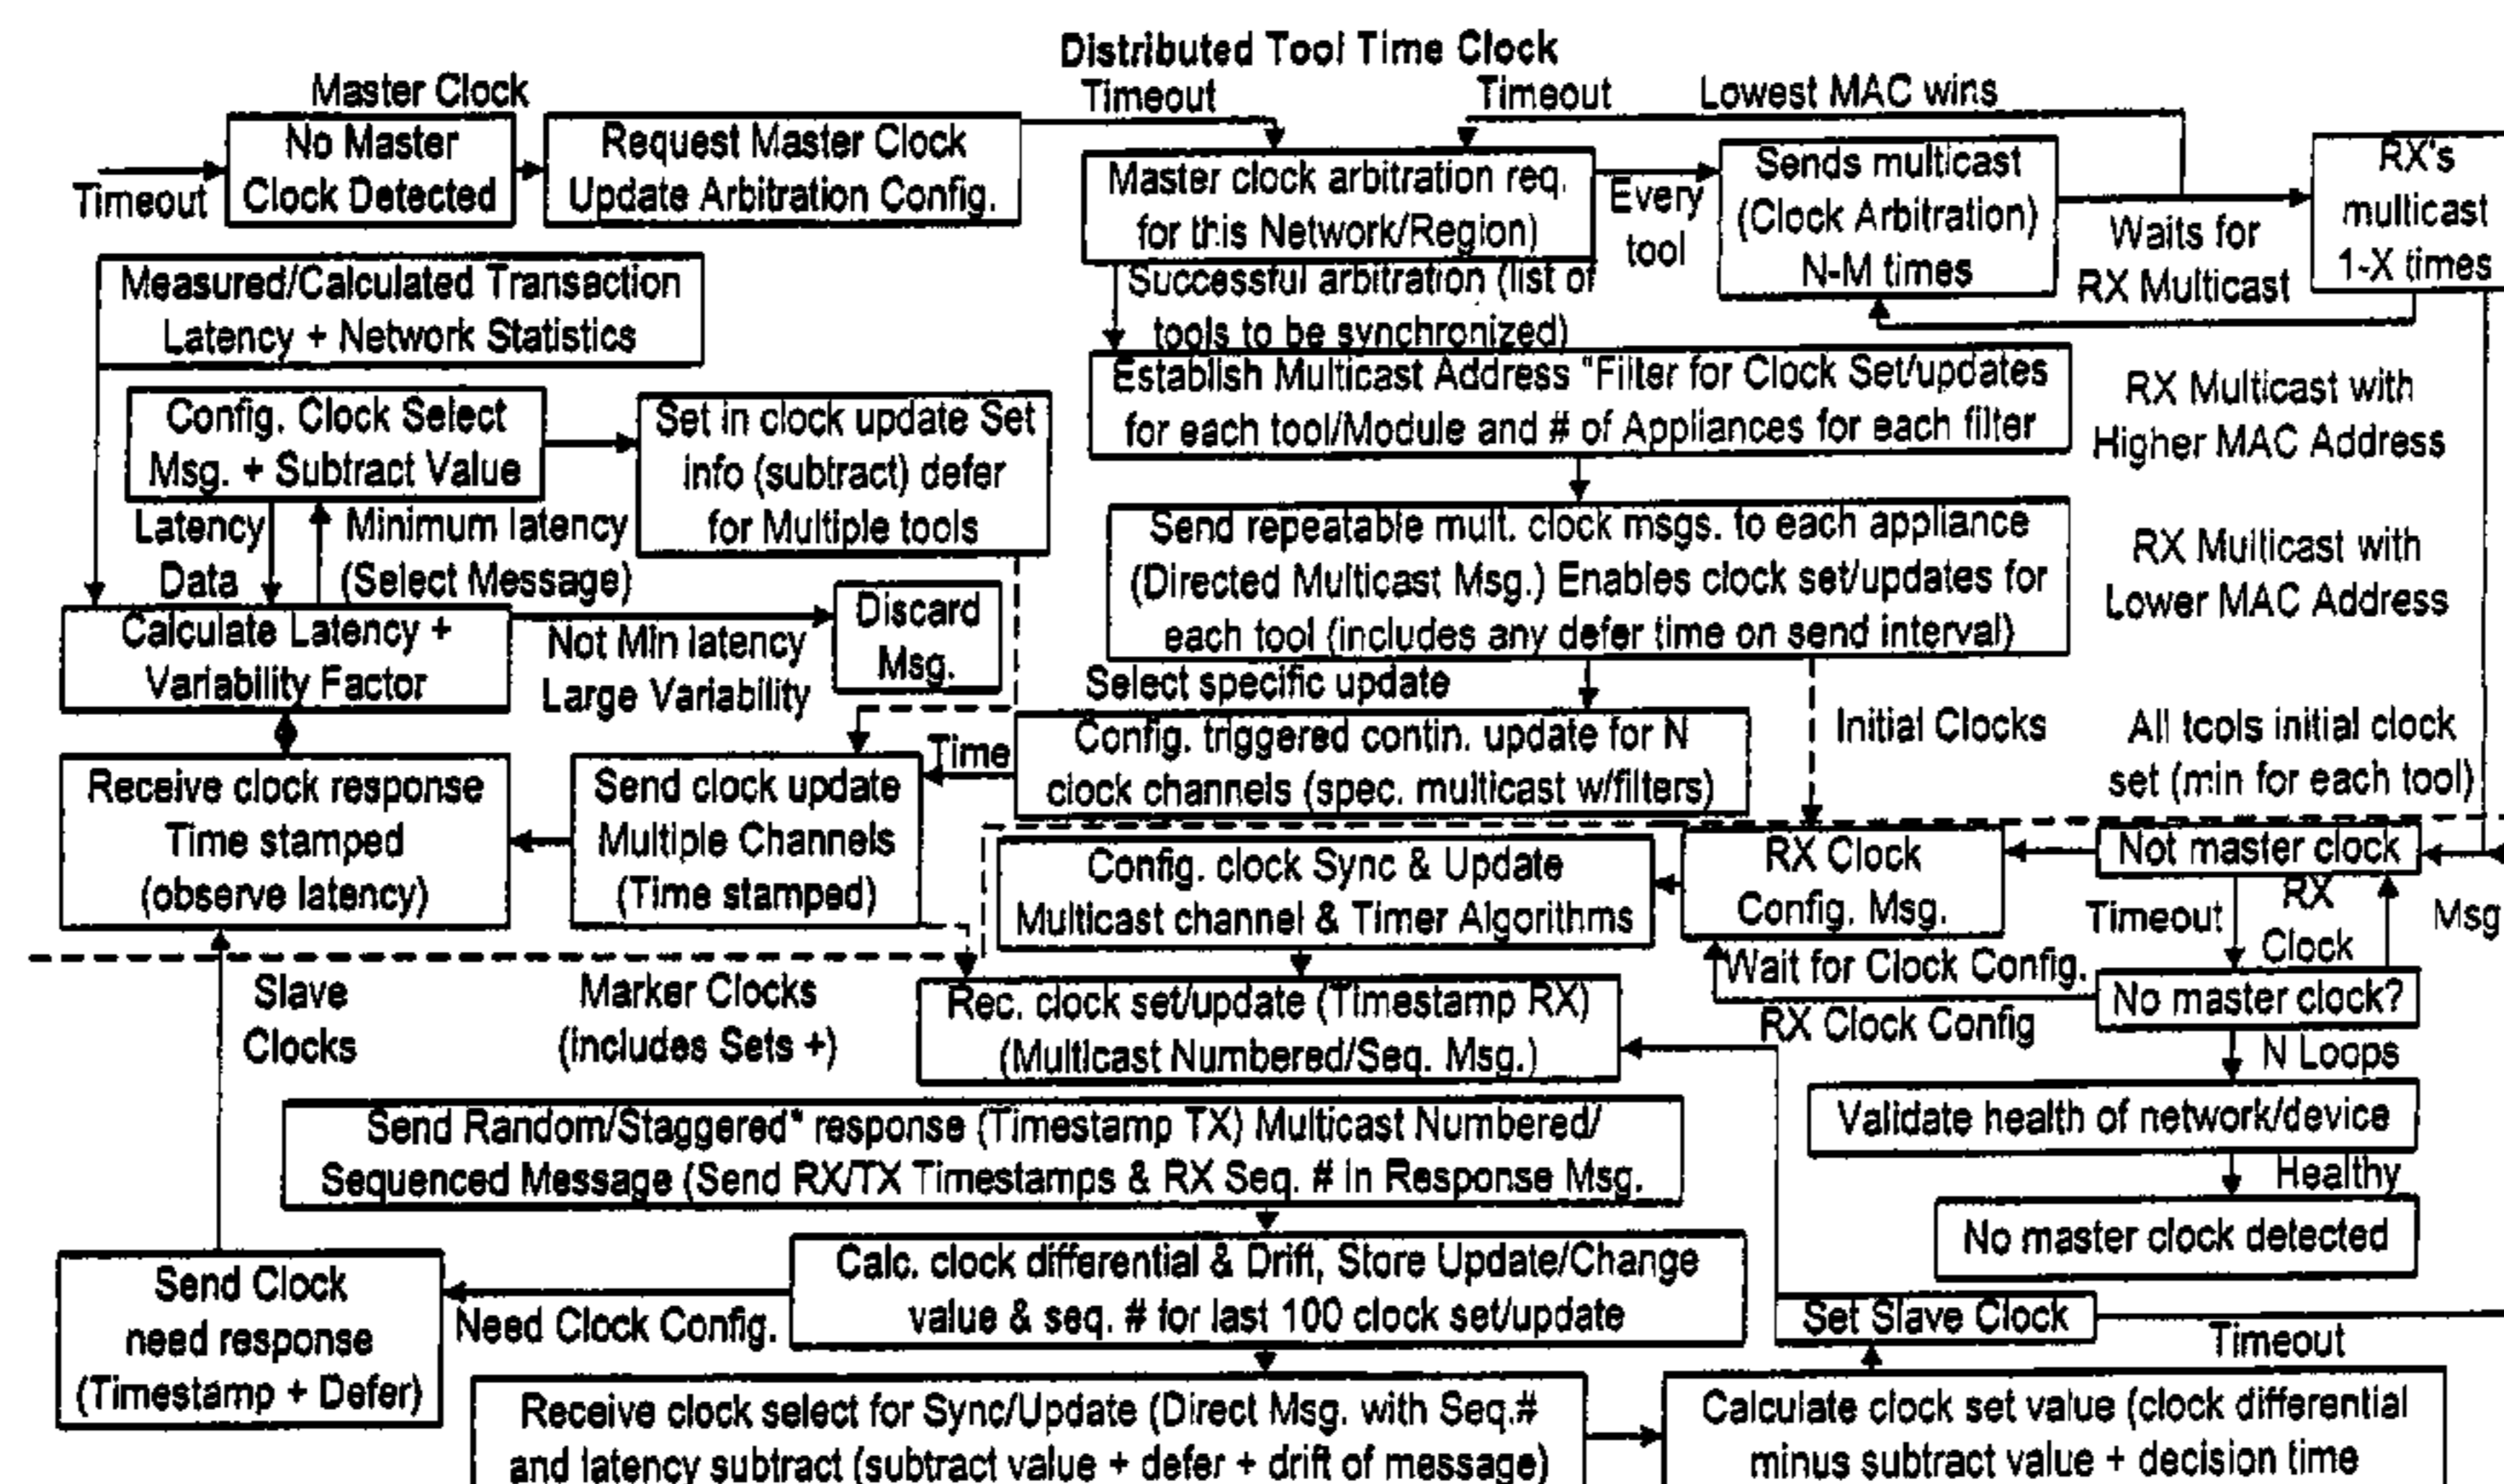 Distributed Tool Time Clock
Master Clock
Timeout
No Master
Clock Detected
Request Master Clock
Update Arbitration Config.
Timeout
Timeout
Lowest MAC wins
Master clock arbitration req.
for this Network/Region)
Every
tool
Sends multicast
(Clock Arbitration)
N-M times
Waits for
RX Multicast
RX's
multicast
1-X times
Measured/Calculated Transaction
Latency + Network Statistics
Successful arbitration (list of
tools to be synchronized)
Establish Multicast Address "Filter for Clock Set/updates
for each tool/Module and # of Appliances for each filter
RX Multicast with
Higher MAC Address
Config. Clock Select
Msg. + Subtract Value
Set in clock update Set
info (subtract) defer
for Multiple tools
Latency
Data
Minimum latency
(Select Message)
Send repeatable mult. clock msgs. to each appliance
(Directed Multicast Msg.) Enables clock set/updates for
each tool (includes any defer time on send interval)
RX Multicast with
Lower MAC Address
Calculate Latency +
Variability Factor
Not Min latency
Large Variability
Discard
Msg.
Select specific update
Config. triggered contin. update for N
clock channels (spec. multicast w/filters)
Initial Clocks
All tools initial clock
set (min for each tool)
Time
Receive clock response
Time stamped
(observe latency)
Send clock update
Multiple Channels
(Time stamped)
Config. clock Sync & Update
Multicast channel & Timer Algorithms
RX Clock
Config. Msg.
Not master clock
Timeout
RX
Clock
Msg
Wait for Clock Config.
RX Clock Config
No master clock?
Slave
Clocks
Marker Clocks
(includes Sets +)
Rec. clock set/update (Timestamp RX)
(Multicast Numbered/Seq. Msg.)
N Loops
Validate health of network/device
Healthy
No master clock detected
Send Random/Staggered* response (Timestamp TX) Multicast Numbered/
Sequenced Message (Send RX/TX Timestamps & RX Seq. # in Response Msg.
Calc. clock differential & Drift, Store Update/Change
value & seq. # for last 100 clock set/update
Need Clock Config.
Send Clock
need response
(Timestamp + Defer)
Set Slave Clock
Timeout
Receive clock select for Sync/Update (Direct Msg. with Seq.#
and latency subtract (subtract value + defer + drift of message)
Calculate clock set value (clock differential
minus subtract value + decision time